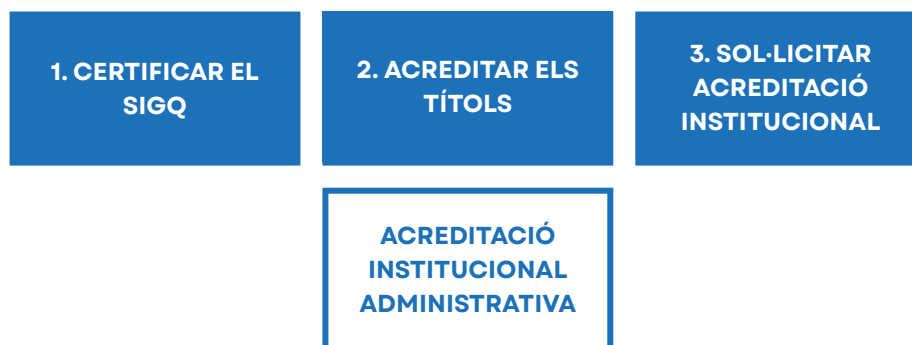 1. CERTIFICAR EL
SIGQ
2. ACREDITAR ELS
TÍTOLS
3. SOL·LICITAR
ACREDITACIÓ
INSTITUCIONAL
ACREDITACIÓ
INSTITUCIONAL
ADMINISTRATIVA